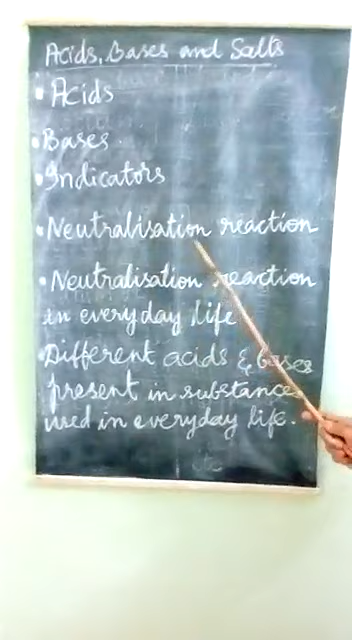 Acids, Bases and Salts
• Acids
• Bases
• Indicators
• Neutralisation reaction
• Neutralisation reaction
in everyday life
• Different acids & bases
present in substances
used in everyday life.